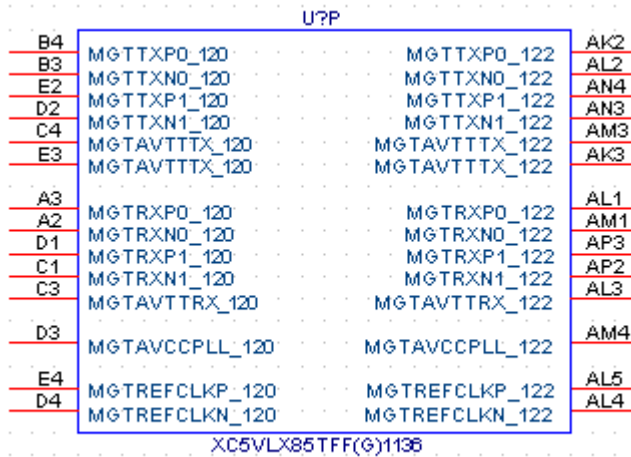 U?P
B4 MGTTXP0_120 MGTTXP0_122 AK2
B3 MGTTXN0_120 MGTTXN0_122 AL2
E2 MGTTXP1_120 MGTTXP1_122 AN4
D2 MGTTXN1_120 MGTTXN1_122 AN3
C4 MGTAVTTTX_120 MGTAVTTTX_122 AM3
E3 MGTAVTTTX_120 MGTAVTTTX_122 AK3
A3 MGTRXP0_120 MGTRXP0_122 AL1
A2 MGTRXN0_120 MGTRXN0_122 AM1
D1 MGTRXP1_120 MGTRXP1_122 AP3
C1 MGTRXN1_120 MGTRXN1_122 AP2
C3 MGTAVTTRX_120 MGTAVTTRX_122 AL3
D3 MGTAVCCPLL_120 MGTAVCCPLL_122 AM4
E4 MGTREFCLKP_120 MGTREFCLKP_122 AL5
D4 MGTREFCLKN_120 MGTREFCLKN_122 AL4
XC5VLX85TFF(G)1136